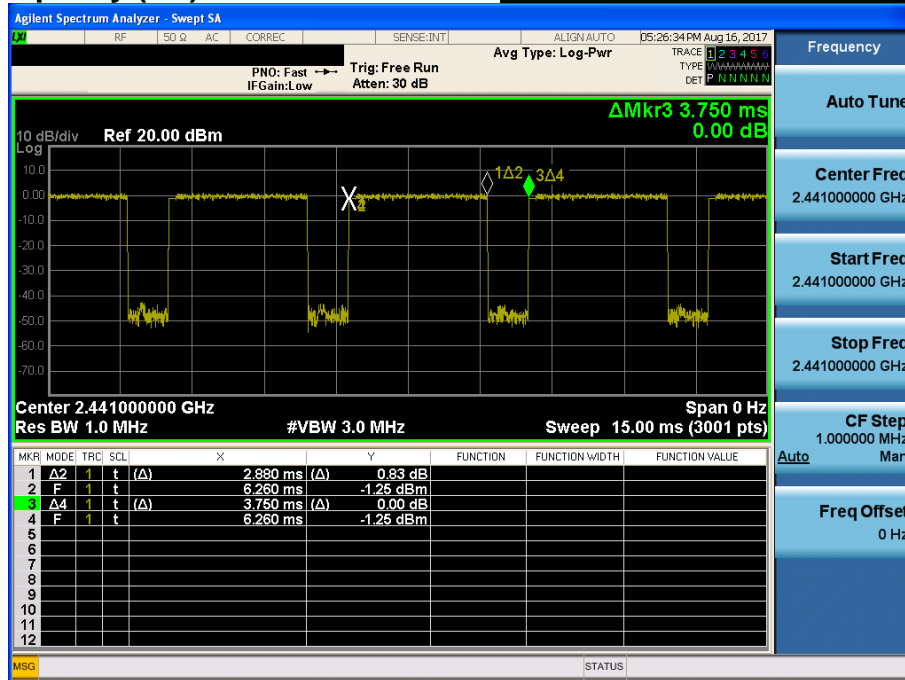 Agilent Spectrum Analyzer - Swept SA
LXI RF 50 Ω AC CORREC SENSE:INT ALIGN AUTO 05:26:34 PM Aug 16, 2017
Avg Type: Log-Pwr TRACE 1 2 3 4 5 6
PNO: Fast Trig: Free Run TYPE WWWWWW
IFGain:Low Atten: 30 dB DET P N N N N N
ΔMkr3 3.750 ms
0.00 dB
10 dB/div Ref 20.00 dBm
Log
10.0
0.00
-10.0
-20.0
-30.0
-40.0
-50.0
-60.0
-70.0
X2
1Δ2
3Δ4
Center 2.441000000 GHz Span 0 Hz
Res BW 1.0 MHz #VBW 3.0 MHz Sweep 15.00 ms (3001 pts)
MKR MODE TRC SCL X Y FUNCTION FUNCTION WIDTH FUNCTION VALUE
1 Δ2 1 t (Δ) 2.880 ms (Δ) 0.83 dB
2 F 1 t 6.260 ms -1.25 dBm
3 Δ4 1 t (Δ) 3.750 ms (Δ) 0.00 dB
4 F 1 t 6.260 ms -1.25 dBm
5
6
7
8
9
10
11
12
MSG STATUS
Frequency
Auto Tune
Center Freq
2.441000000 GHz
Start Freq
2.441000000 GHz
Stop Freq
2.441000000 GHz
CF Step
1.000000 MHz
Auto Man
Freq Offset
0 Hz